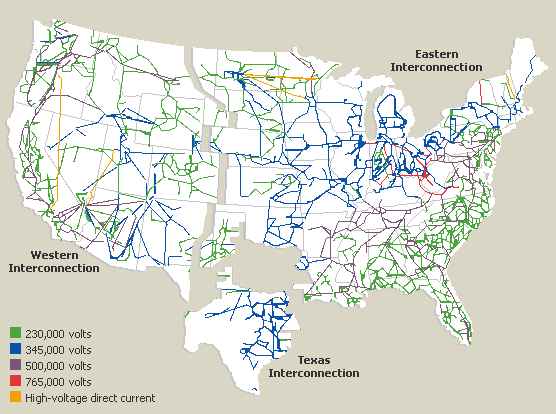 Eastern
Interconnection
Western
Interconnection
Texas
Interconnection
230,000 volts
345,000 volts
500,000 volts
765,000 volts
High-voltage direct current